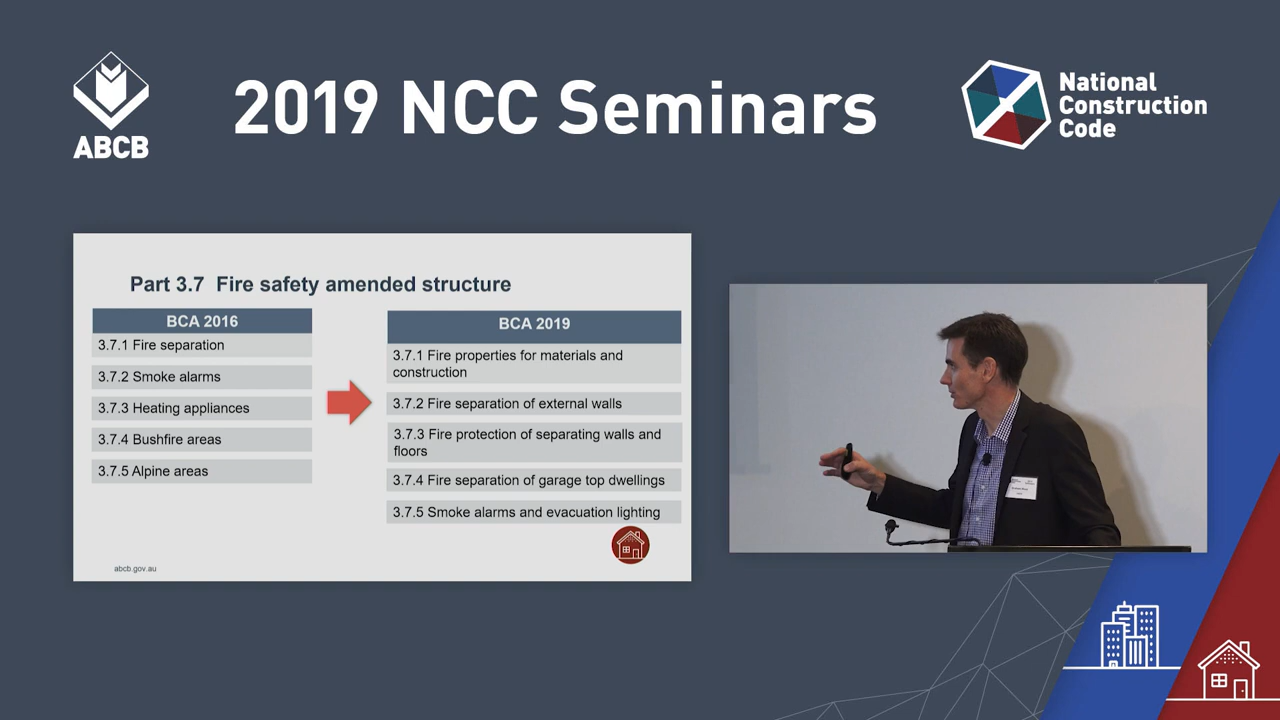 ABCB
2019 NCC Seminars
National
Construction
Code
Part 3.7 Fire safety amended structure
BCA 2016
3.7.1 Fire separation
3.7.2 Smoke alarms
3.7.3 Heating appliances
3.7.4 Bushfire areas
3.7.5 Alpine areas
BCA 2019
3.7.1 Fire properties for materials and
construction
3.7.2 Fire separation of external walls
3.7.3 Fire protection of separating walls and
floors
3.7.4 Fire separation of garage top dwellings
3.7.5 Smoke alarms and evacuation lighting
abcb.gov.au